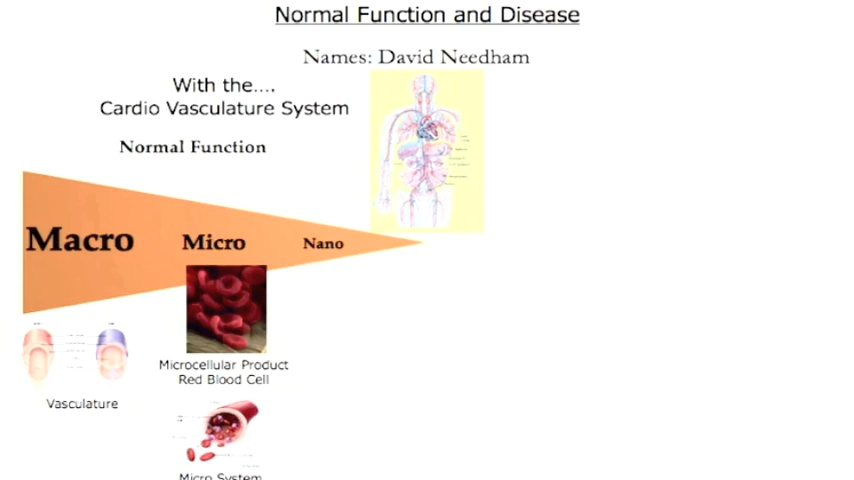 Normal Function and Disease
Names: David Needham
With the....
Cardio Vasculature System
Normal Function
Macro
Micro
Nano
Microcellular Product
Red Blood Cell
Vasculature
Micro System